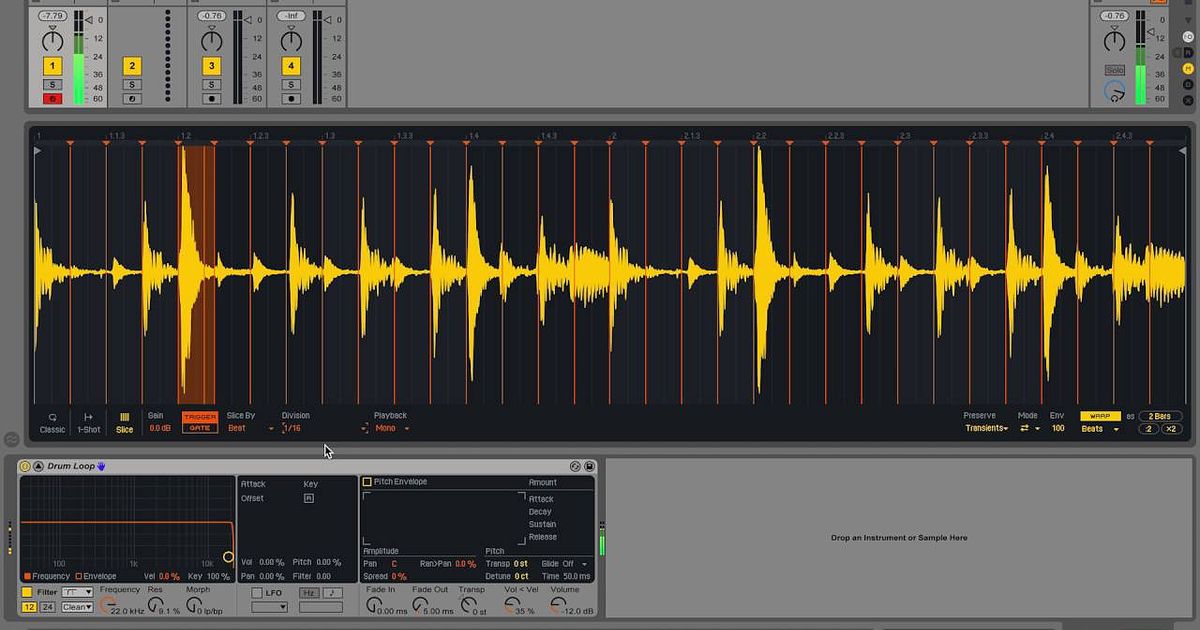 -7.79 0 -0.76 0 -Inf 0 -0.76 0
12 12 12 12
1 24 2 3 24 4 24 24
S 36 S S 36 S 36 Solo 36
48 48 48 48
60 60 60 60
1 1.1.3 1.2 1.2.3 1.3 1.3.3 1.4 1.4.3 2 2.1.3 2.2 2.2.3 2.3 2.3.3 2.4 2.4.3
Gain TRIGGER Slice By Division Playback Preserve Mode Env WARP as 2 Bars
Classic 1-Shot Slice 0.0 dB GATE Beat 1/16 Mono Transients 100 Beats :2 ×2
Drum Loop
Attack Key Pitch Envelope Amount
Offset R Attack
Decay
Sustain
Release
Drop an Instrument or Sample Here
Amplitude Pitch
100 1k 10k Vol 0.00 % Pitch 0.00 % Pan C Ran>Pan 0.0 % Transp 0 st Glide Off
Frequency Envelope Vel 0.0 % Key 100 % Pan 0.00 % Filter 0.00 Spread 0 % Detune 0 ct Time 50.0 ms
Filter Frequency Res Morph LFO Hz Fade In Fade Out Transp Vol < Vel Volume
12 24 Clean 22.0 kHz 9.1 % 0 lp/bp 0.00 ms 5.00 ms 0 st 35 % -12.0 dB